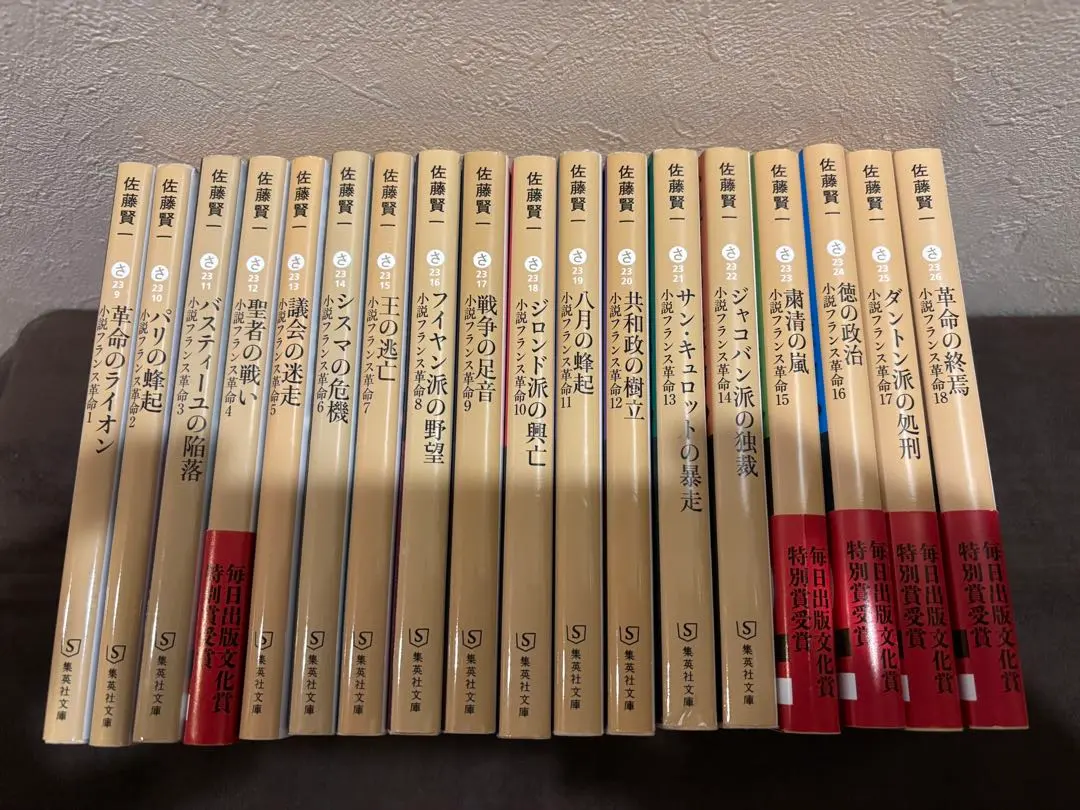 佐藤賢一
さ
23
9
革命のライオン
小説フランス革命1
佐藤賢一
さ
23
10
パリの蜂起
小説フランス革命2
集英社文庫
佐藤賢一
さ
23
11
バスティーユの陥落
小説フランス革命3
集英社文庫
佐藤賢一
さ
23
12
聖者の戦い
小説フランス革命4
毎日出版文化賞
特別賞受賞
佐藤賢一
さ
23
13
議会の迷走
小説フランス革命5
集英社文庫
佐藤賢一
さ
23
14
シスマの危機
小説フランス革命6
集英社文庫
佐藤賢一
さ
23
15
王の逃亡
小説フランス革命7
集英社文庫
佐藤賢一
さ
23
16
フイヤン派の野望
小説フランス革命8
集英社文庫
佐藤賢一
さ
23
17
戦争の足音
小説フランス革命9
集英社文庫
佐藤賢一
さ
23
18
ジロンド派の興亡
小説フランス革命10
集英社文庫
佐藤賢一
さ
23
19
八月の蜂起
小説フランス革命11
集英社文庫
佐藤賢一
さ
23
20
共和政の樹立
小説フランス革命12
集英社文庫
佐藤賢一
さ
23
21
サン・キュロットの暴走
小説フランス革命13
集英社文庫
佐藤賢一
さ
23
22
ジャコバン派の独裁
小説フランス革命14
集英社文庫
佐藤賢一
さ
23
23
粛清の嵐
小説フランス革命15
毎日出版文化賞
特別賞受賞
佐藤賢一
さ
23
24
徳の政治
小説フランス革命16
毎日出版文化賞
特別賞受賞
佐藤賢一
さ
23
25
ダントン派の処刑
小説フランス革命17
毎日出版文化賞
特別賞受賞
佐藤賢一
さ
23
26
革命の終焉
小説フランス革命18
毎日出版文化賞
特別賞受賞
集英社文庫